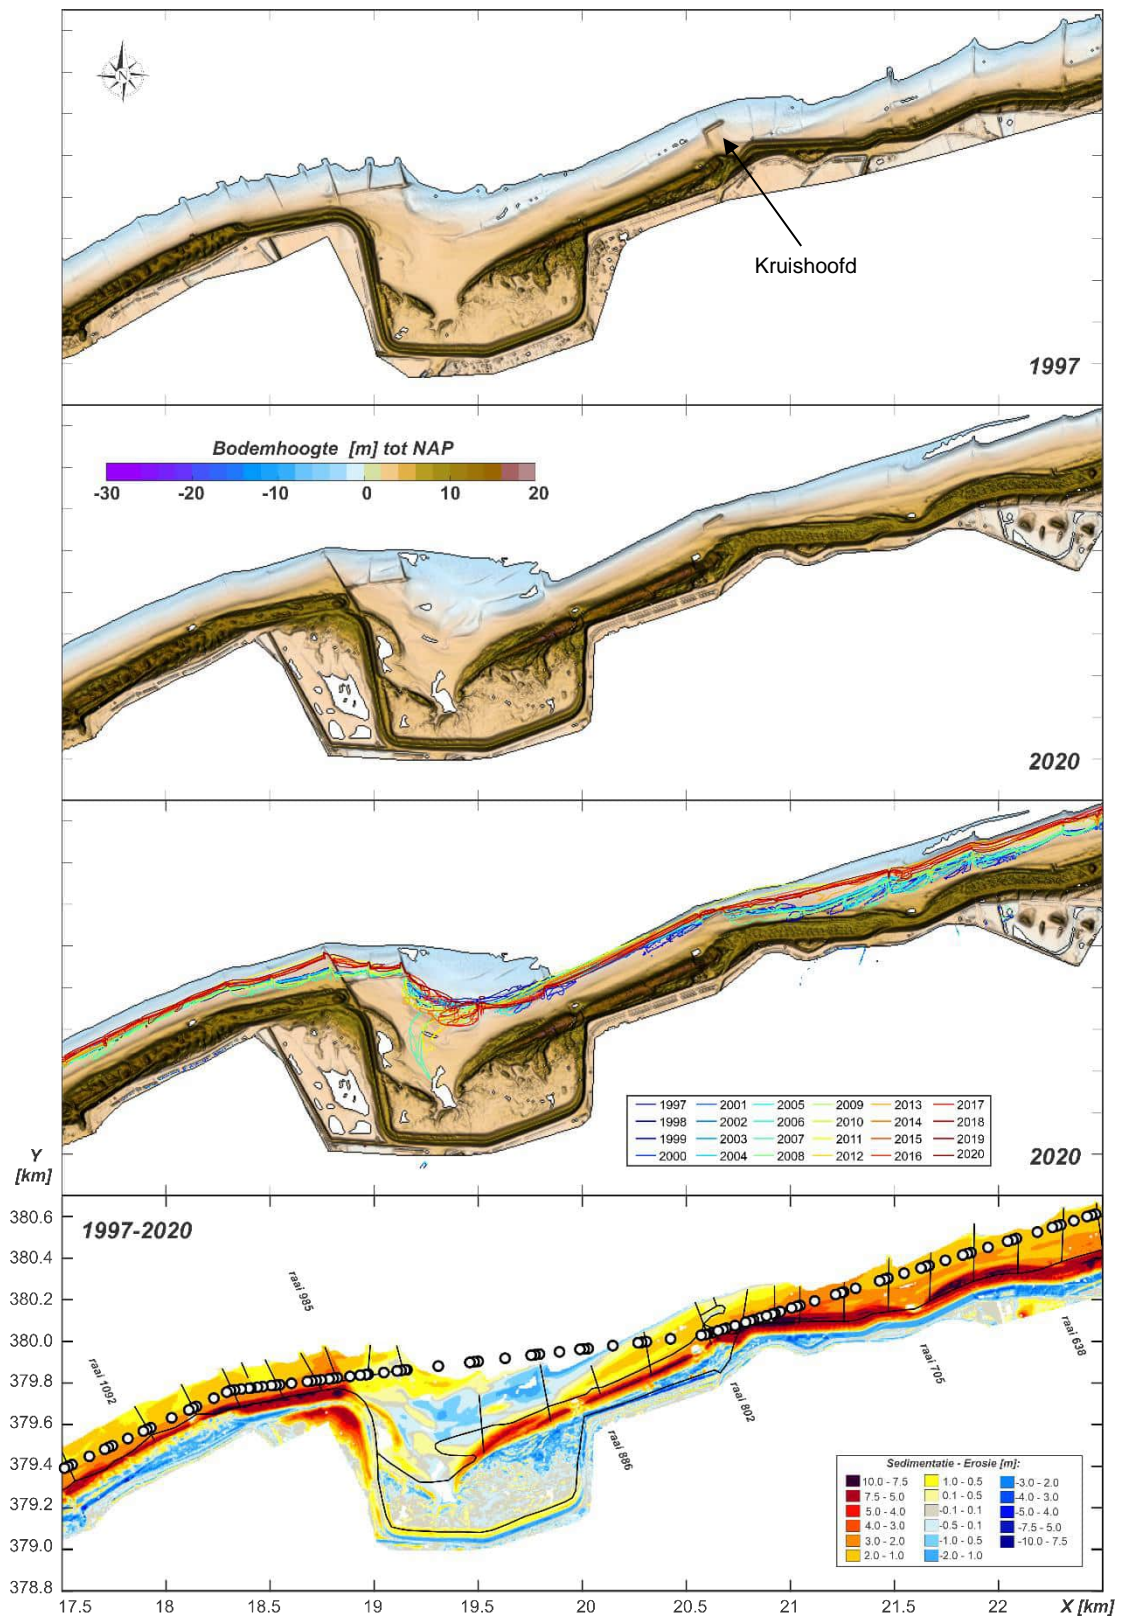 N
Kruishoofd
1997
Bodemhoogte [m] tot NAP
-30 -20 -10 0 10 20
2020
1997 2001 2005 2009 2013 2017
1998 2002 2006 2010 2014 2018
1999 2003 2007 2011 2015 2019
2000 2004 2008 2012 2016 2020
2020
Y
[km]
1997-2020
380.6
380.4
380.2
380.0
379.8
379.6
379.4
379.2
379.0
378.8
raai 1092
raai 985
raai 886
raai 802
raai 705
raai 638
Sedimentatie - Erosie [m]:
10.0 - 7.5 1.0 - 0.5 -3.0 - 2.0
7.5 - 5.0 0.1 - 0.5 -4.0 - 3.0
5.0 - 4.0 -0.1 - 0.1 -5.0 - 4.0
4.0 - 3.0 -0.5 - 0.1 -7.5 - 5.0
3.0 - 2.0 -1.0 - 0.5 -10.0 - 7.5
2.0 - 1.0 -2.0 - 1.0
17.5 18 18.5 19 19.5 20 20.5 21 21.5 22 X [km]